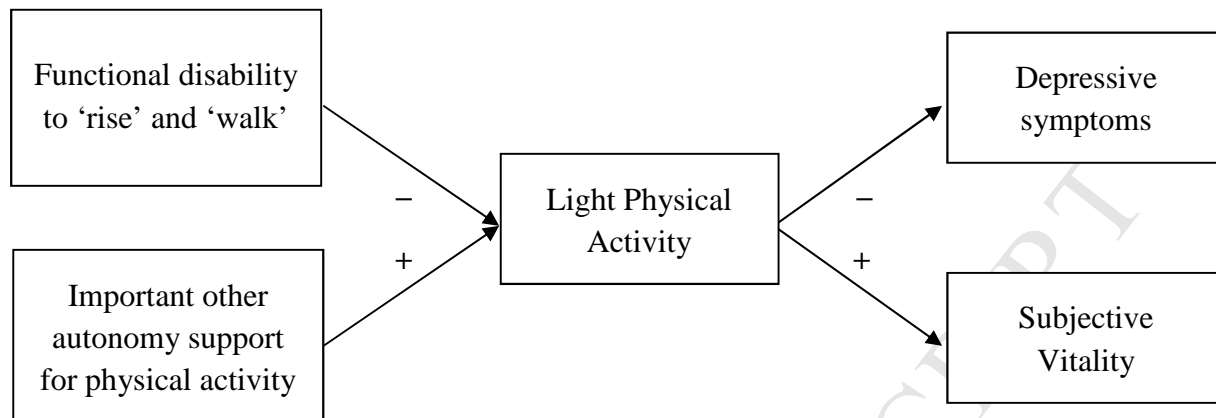 Functional disability
to ‘rise’ and ‘walk’
Important other
autonomy support
for physical activity
−
+
Light Physical
Activity
−
+
Depressive
symptoms
Subjective
Vitality
CRIPT